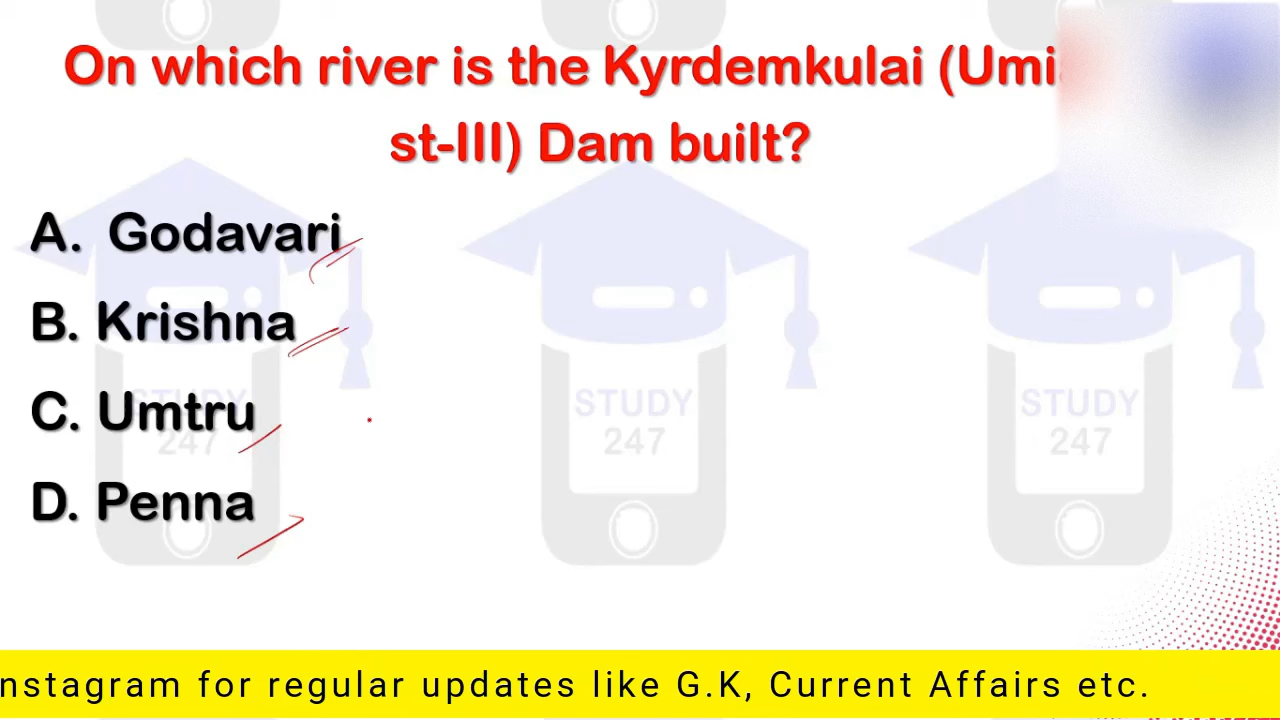 On which river is the Kyrdemkulai (Umia
st-III) Dam built?
A. Godavari
B. Krishna
C. Umtru
D. Penna
STUDY
247
STUDY
247
STUDY
247
nstagram for regular updates like G.K, Current Affairs etc.